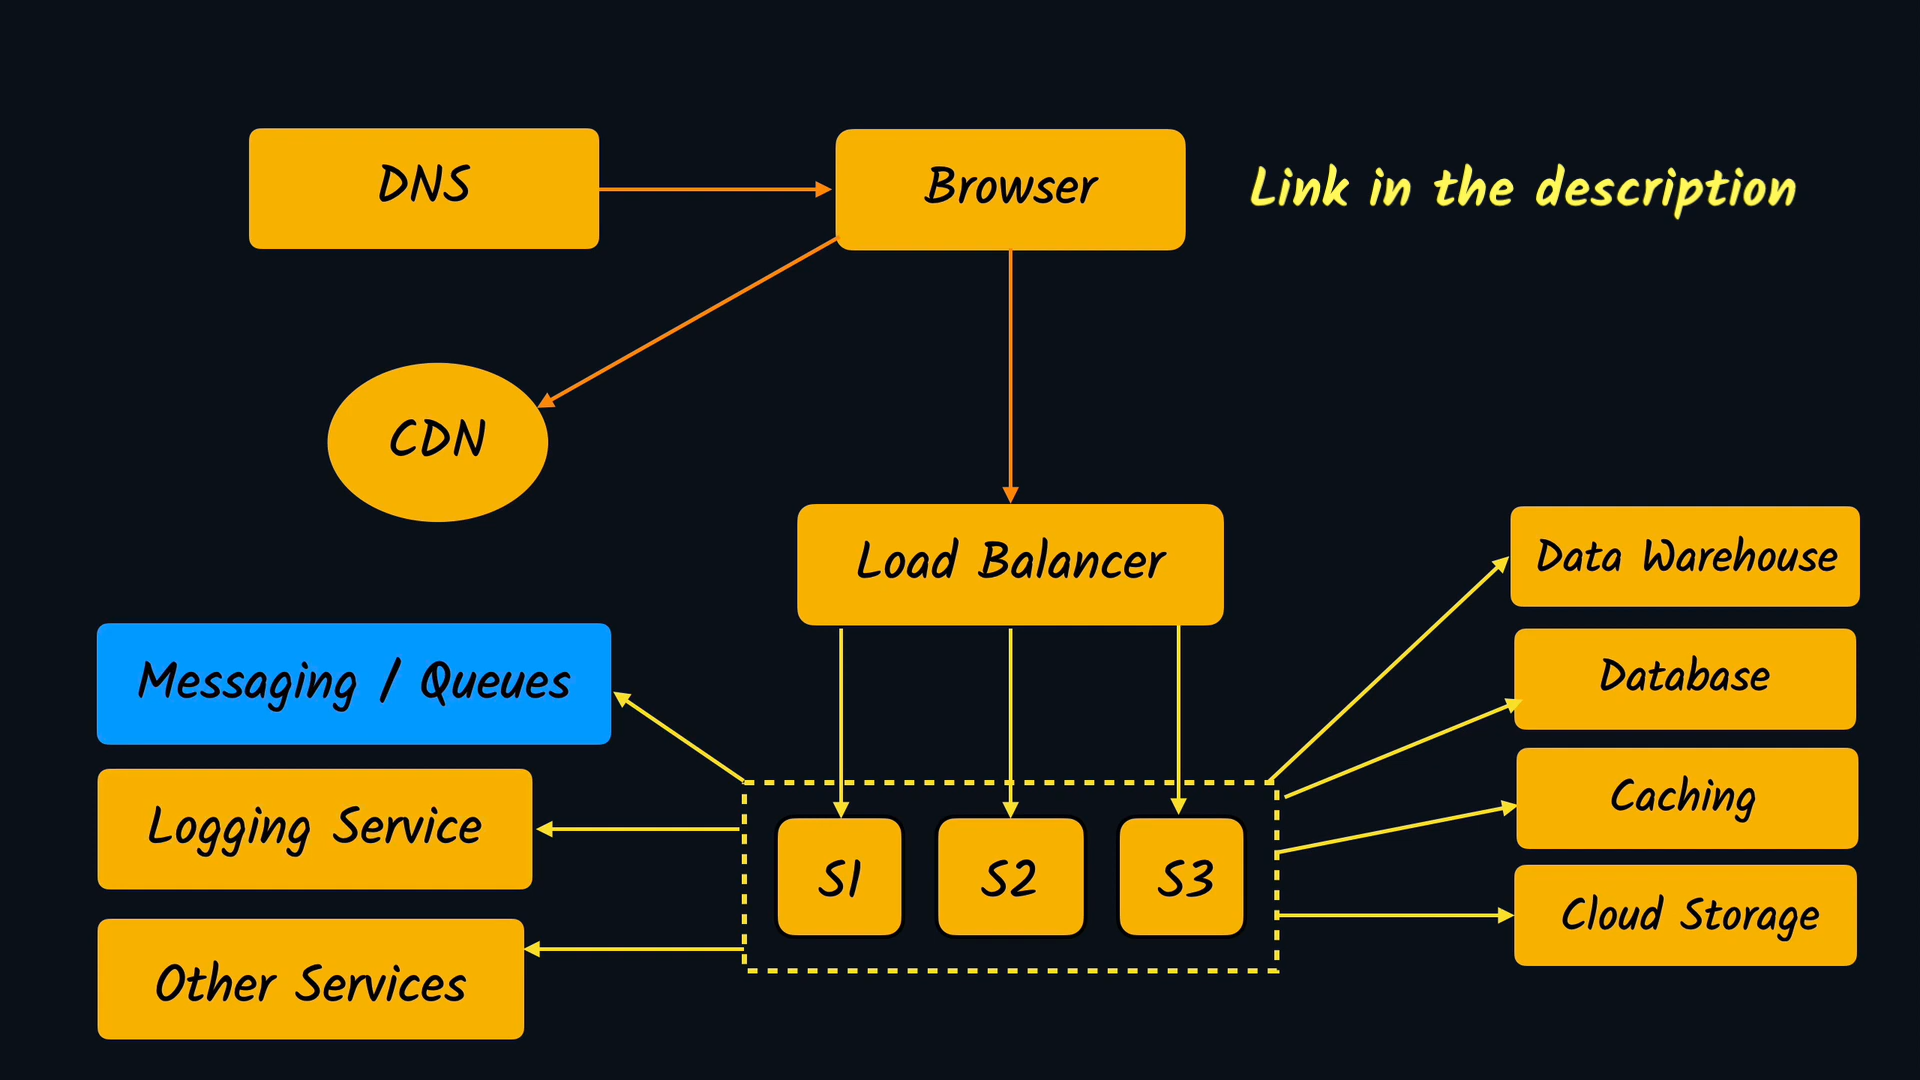 DNS
Browser
Link in the description
CDN
Load Balancer
Data Warehouse
Messaging / Queues
Database
Logging Service
Caching
S1
S2
S3
Cloud Storage
Other Services